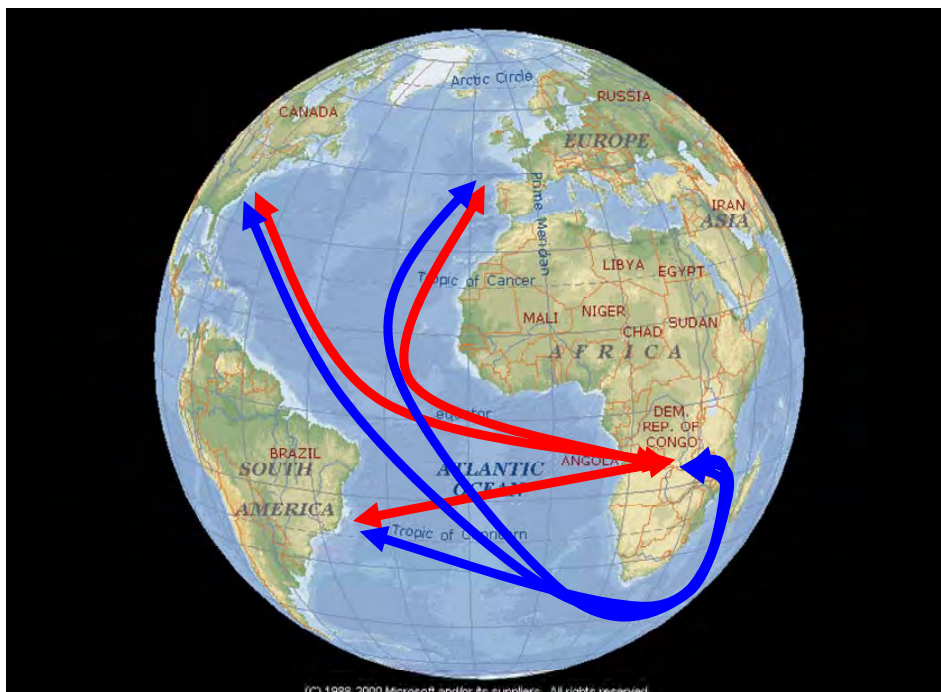 Arctic Circle
CANADA
RUSSIA
EUROPE
Prime Meridian
IRAN
ASIA
LIBYA
EGYPT
Tropic of Cancer
MALI
NIGER
SUDAN
CHAD
AFRICA
equator
DEM.
REP. OF
CONGO
BRAZIL
ANGOLA
SOUTH
AMERICA
ATLANTIC
OCEAN
Tropic of Capricorn
(C) 1988-2000 Microsoft and/or its suppliers. All rights reserved.